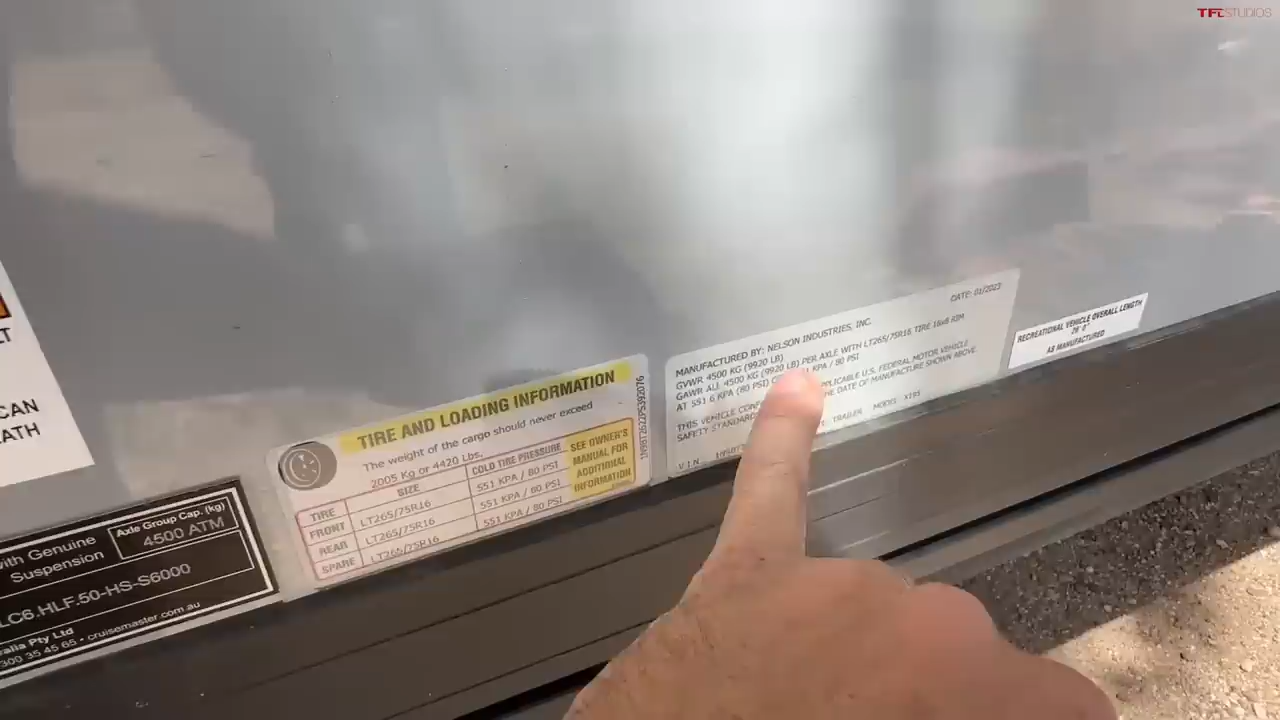 TFLSTUDIOS
CAN
ATH
with Genuine
Suspension
Axle Group Cap. (kg)
4500 ATM
LC6.HLF.50-HS-S6000
Pty Ltd
300 35 45 65 • cruisemaster.com.au
TIRE AND LOADING INFORMATION
The weight of the cargo should never exceed
2005 Kg or 4420 Lbs.
TIRE SIZE COLD TIRE PRESSURE
FRONT LT265/75R16 551 KPA / 80 PSI
REAR LT265/75R16 551 KPA / 80 PSI
SPARE LT265/75R16 551 KPA / 80 PSI
SEE OWNER'S
MANUAL FOR
ADDITIONAL
INFORMATION
DATE: 01/2023
MANUFACTURED BY: NELSON INDUSTRIES, INC.
GVWR 4500 KG (9920 LB)
GAWR ALL 4500 KG (9920 LB) PER AXLE WITH LT265/75R16 TIRE 16x8 RIM
AT 551.6 KPA (80 PSI) KPA / 80 PSI
THIS VEHICLE APPLICABLE U.S. FEDERAL MOTOR VEHICLE
SAFETY THE DATE OF MANUFACTURE SHOWN ABOVE.
V.I.N. TRAILER MODEL X195
RECREATIONAL VEHICLE OVERALL LENGTH
AS MANUFACTURED